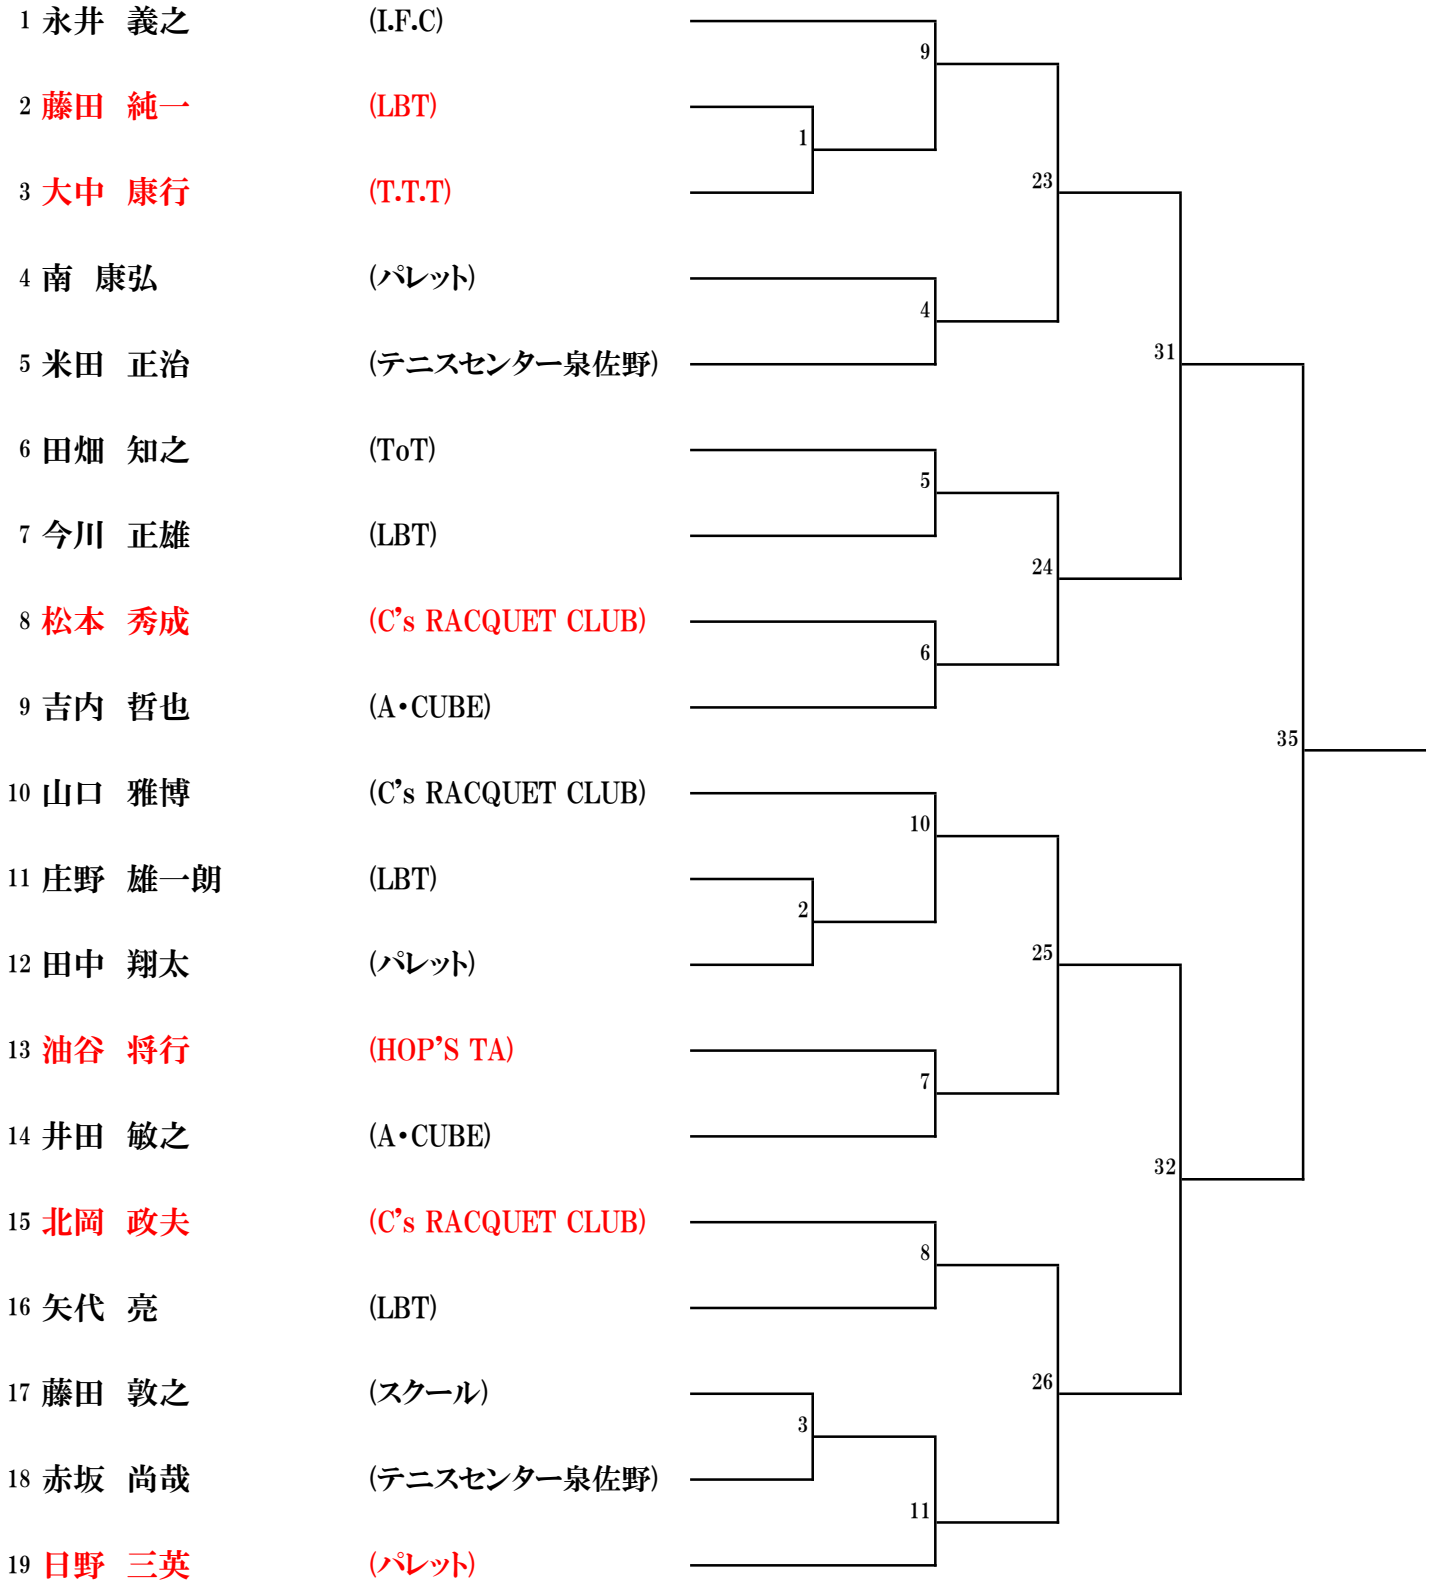 1 永井 義之 (I.F.C)
9
2 藤田 純一 (LBT)
1
3 大中 康行 (T.T.T)
23
4 南 康弘 (パレット)
4
5 米田 正治 (テニスセンター泉佐野)
31
6 田畑 知之 (ToT)
5
7 今川 正雄 (LBT)
24
8 松本 秀成 (C's RACQUET CLUB)
6
9 吉内 哲也 (A・CUBE)
35
10 山口 雅博 (C's RACQUET CLUB)
10
11 庄野 雄一朗 (LBT)
2
12 田中 翔太 (パレット)
25
13 油谷 将行 (HOP'S TA)
7
14 井田 敏之 (A・CUBE)
32
15 北岡 政夫 (C's RACQUET CLUB)
8
16 矢代 亮 (LBT)
26
17 藤田 敦之 (スクール)
3
18 赤坂 尚哉 (テニスセンター泉佐野)
11
19 日野 三英 (パレット)